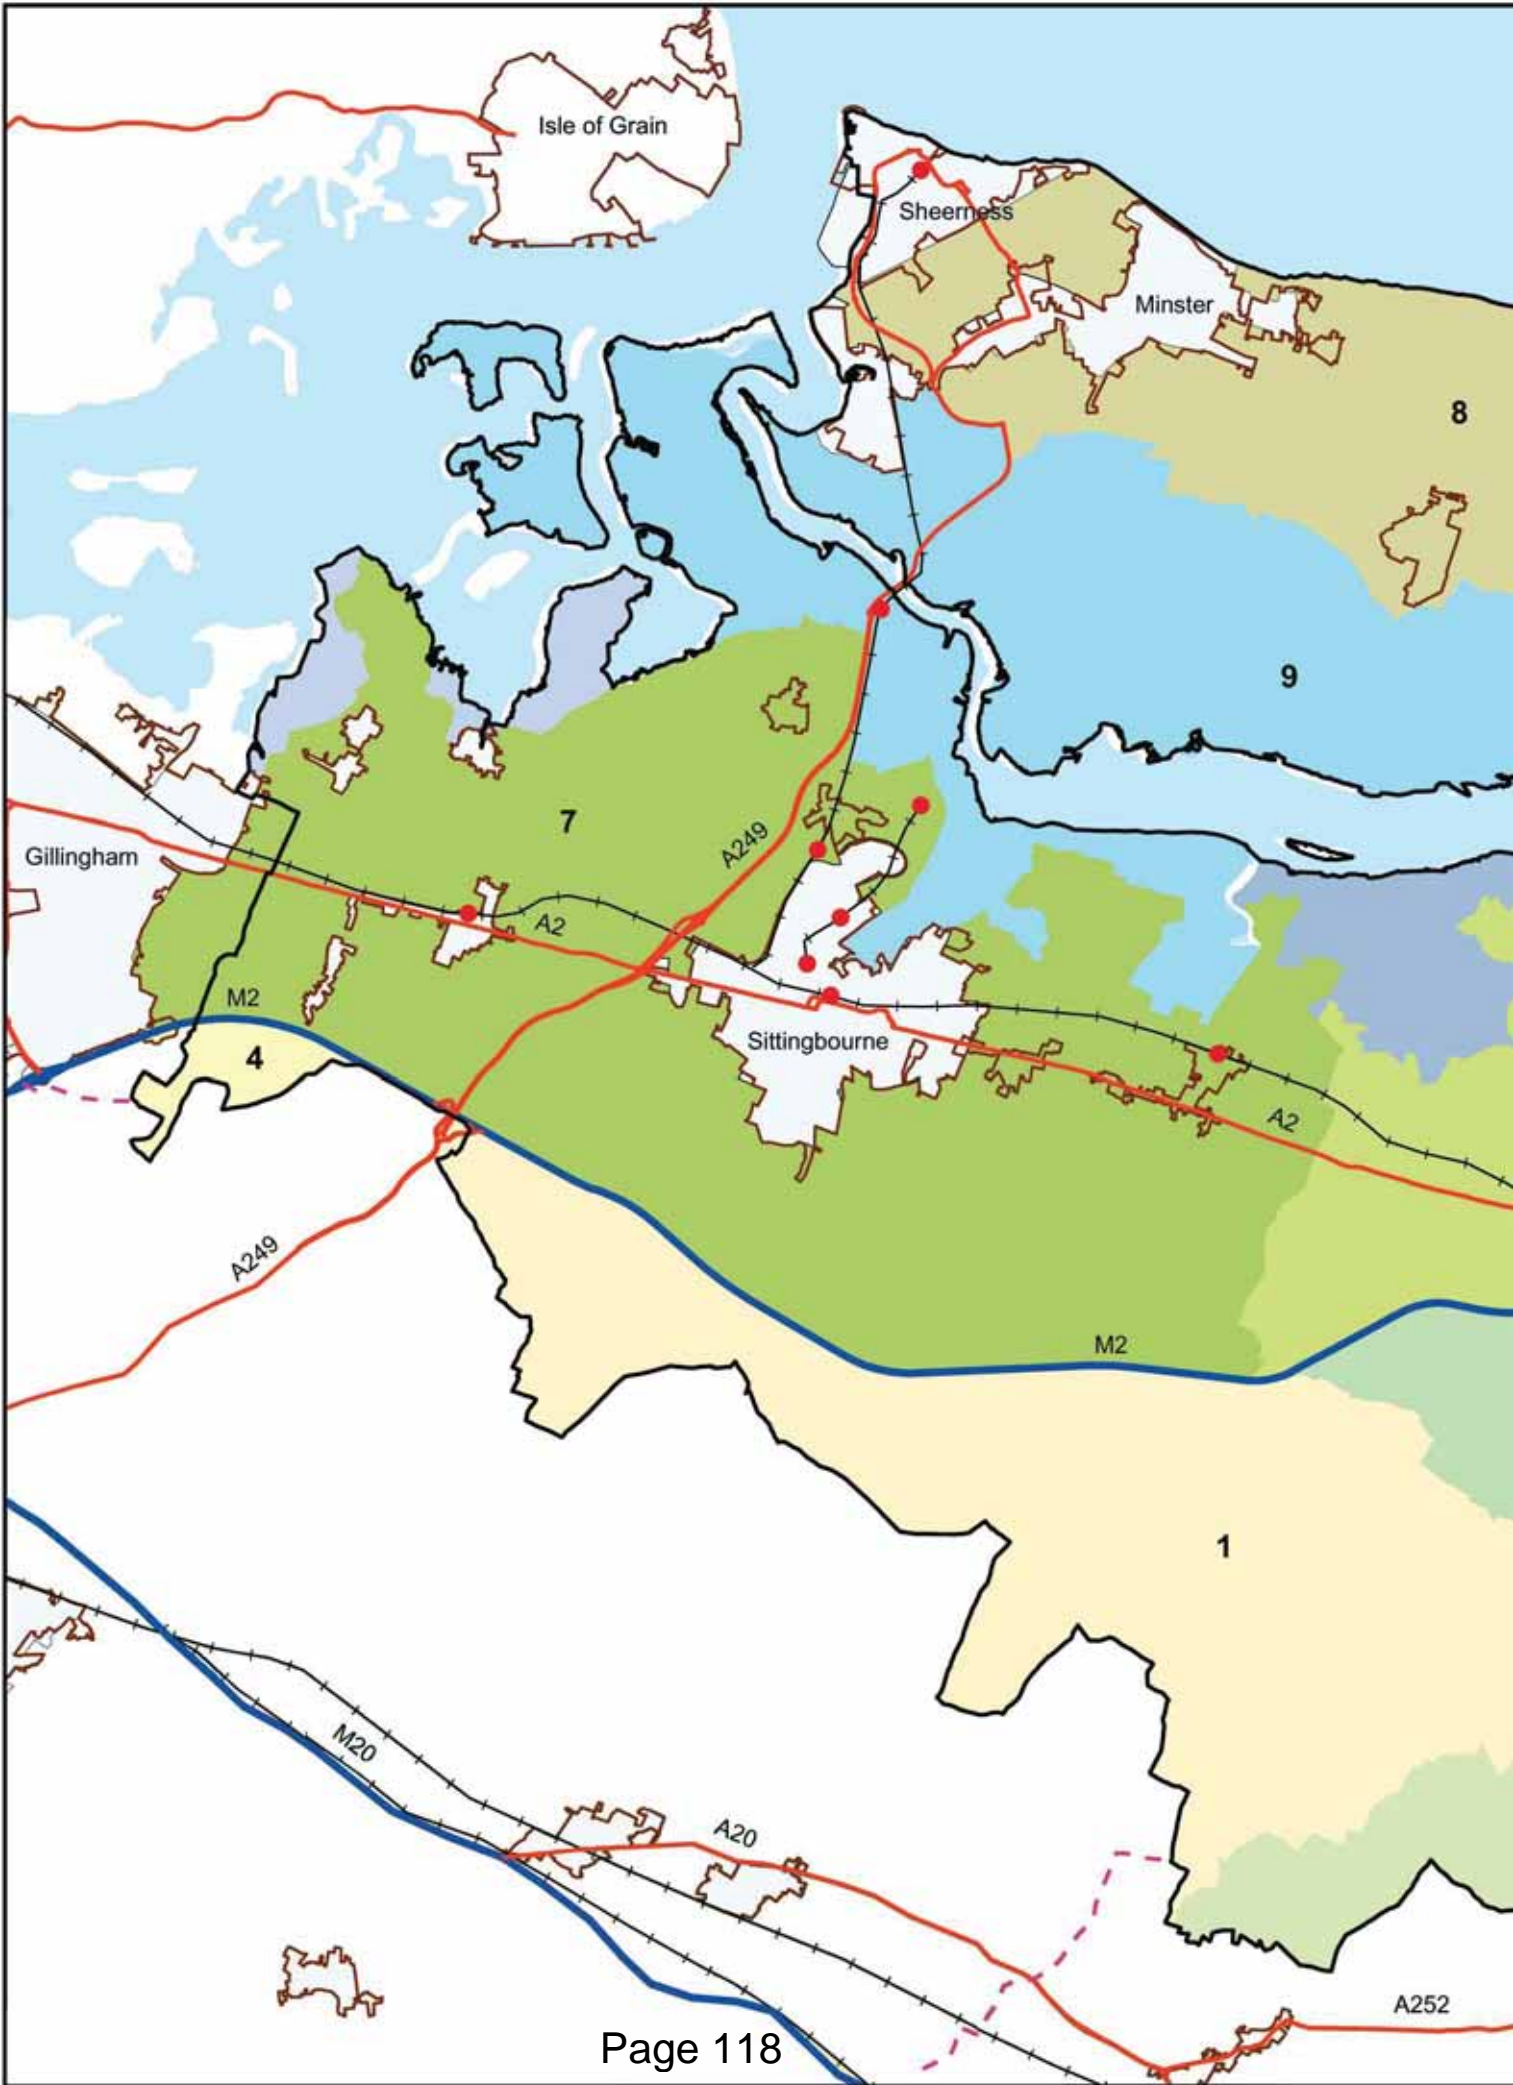 Isle of Grain
Sheerness
Minster
8
9
7
A249
Gillingham
A2
M2
Sittingbourne
4
A2
A249
M2
1
M20
A20
A252
Page 118